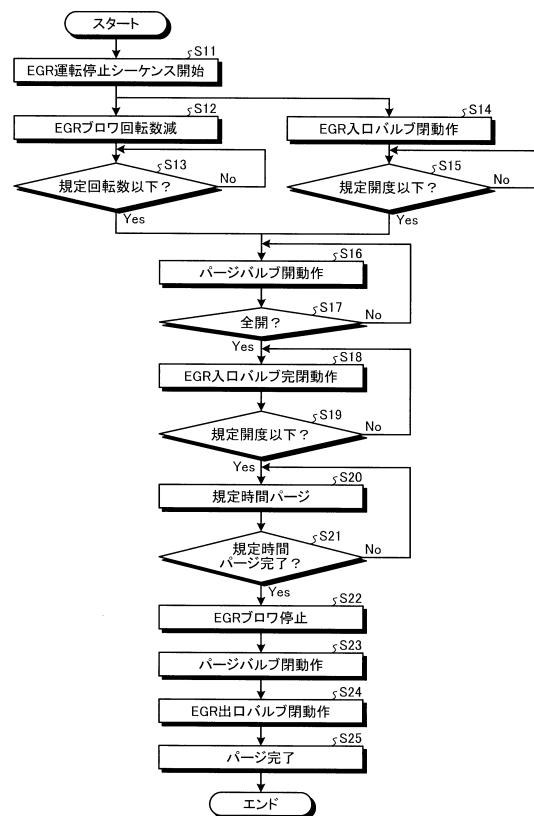 スタート
S11
EGR運転停止シーケンス開始
S12
EGRブロワ回転数減
S13
規定回転数以下？
No
Yes
S14
EGR入口バルブ閉動作
S15
規定開度以下？
No
Yes
S16
パージバルブ開動作
S17
全開？
No
Yes
S18
EGR入口バルブ完閉動作
S19
規定開度以下？
No
Yes
S20
規定時間パージ
S21
規定時間
パージ完了？
No
Yes
S22
EGRブロワ停止
S23
パージバルブ閉動作
S24
EGR出口バルブ閉動作
S25
パージ完了
エンド